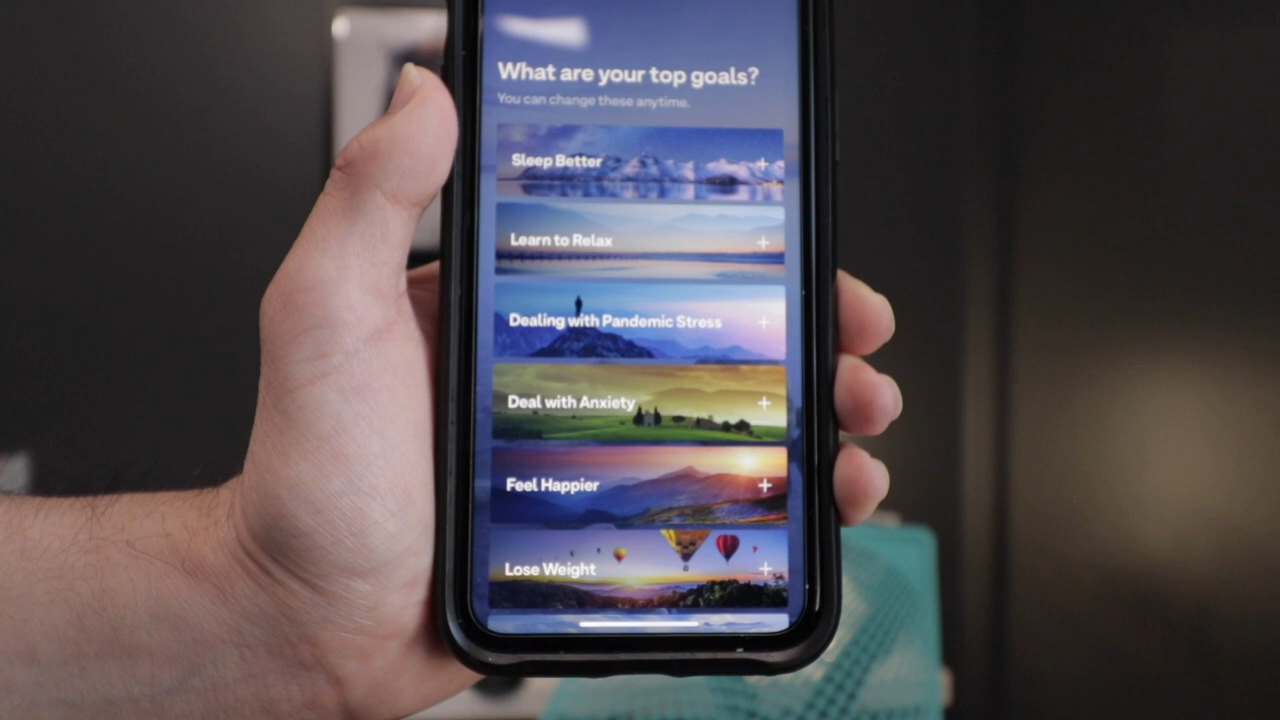 What are your top goals?
You can change these anytime.
Sleep Better
Learn to Relax
Dealing with Pandemic Stress
Deal with Anxiety
Feel Happier
Lose Weight